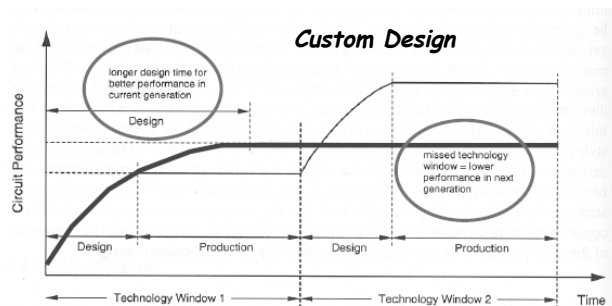 Custom Design
longer design time for
better performance in
current generation
Design
Circuit Performance
missed technology
window = lower
performance in next
generation
Design
Production
Design
Production
Technology Window 1
Technology Window 2
Time